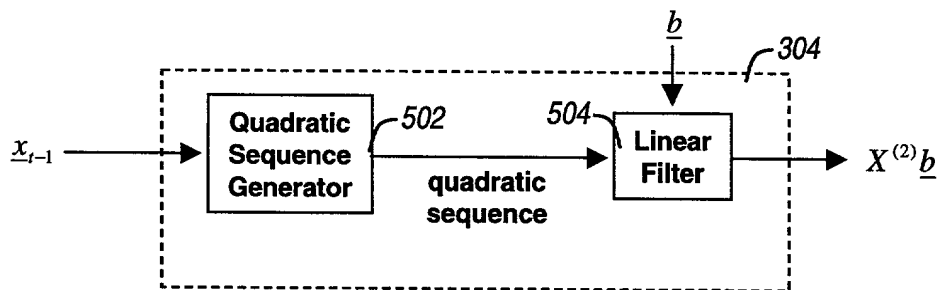 b
304
Quadratic
Sequence
Generator
502
504
Linear
Filter
x_{t-1}
quadratic
sequence
X^{(2)}b